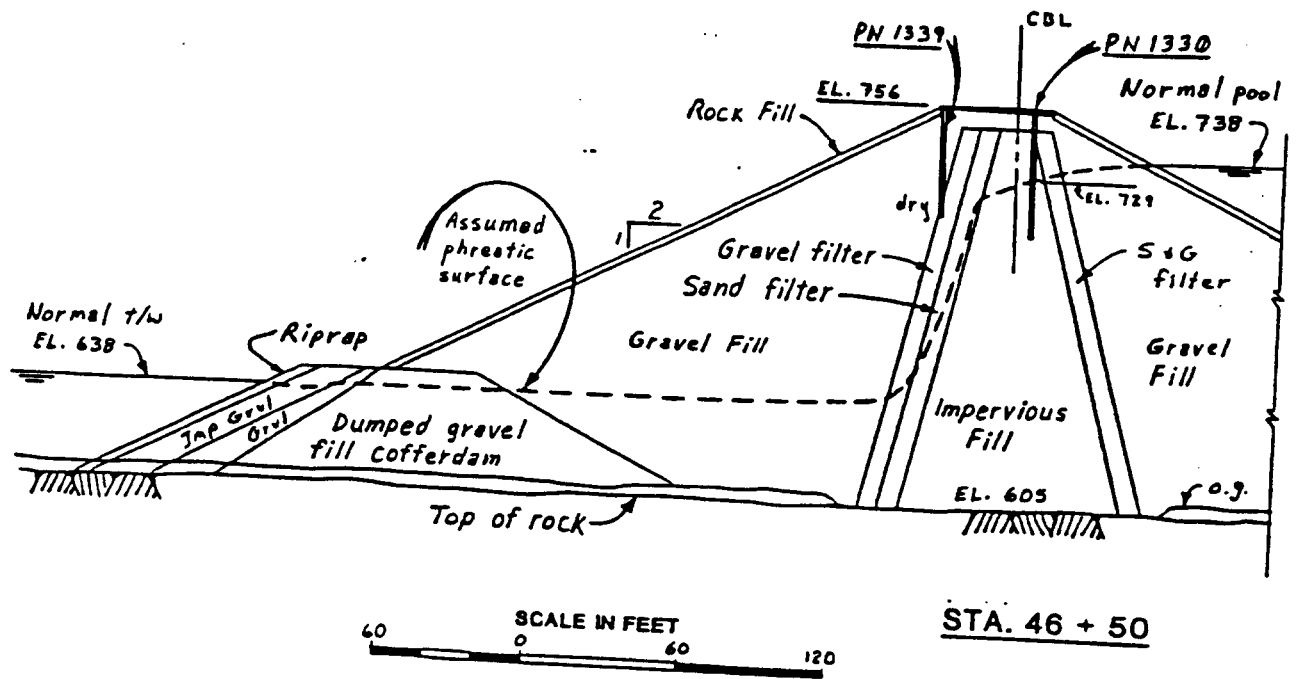 CBL
PN 1339
PN 1330
EL. 756
Normal pool
EL. 738
Rock Fill
dry
EL. 729
2
1
Assumed
phreatic
surface
Gravel filter
Sand filter
S + G
filter
Normal t/w
EL. 638
Riprap
Gravel Fill
Gravel
Fill
Imp Grvl
Grvl
Dumped gravel
fill Cofferdam
Impervious
Fill
EL. 605
o.g.
Top of rock
SCALE IN FEET
60 0 60 120
STA. 46 + 50